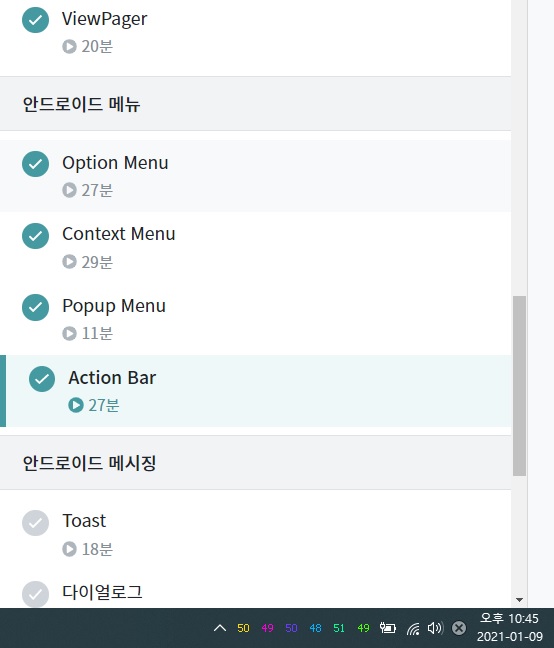 ViewPager
20분
안드로이드 메뉴
Option Menu
27분
Context Menu
29분
Popup Menu
11분
Action Bar
27분
안드로이드 메시징
Toast
18분
다이얼로그
50 49 50 48 51 49 오후 10:45
2021-01-09